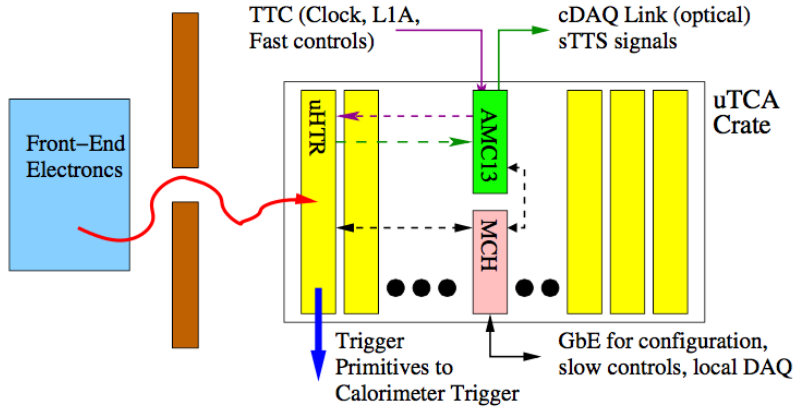 TTC (Clock, L1A,
Fast controls)
cDAQ Link (optical)
sTTS signals
uTCA
Crate
Front-End
Electroncs
uHTR
AMC13
MCH
Trigger
Primitives to
Calorimeter Trigger
GbE for configuration,
slow controls, local DAQ